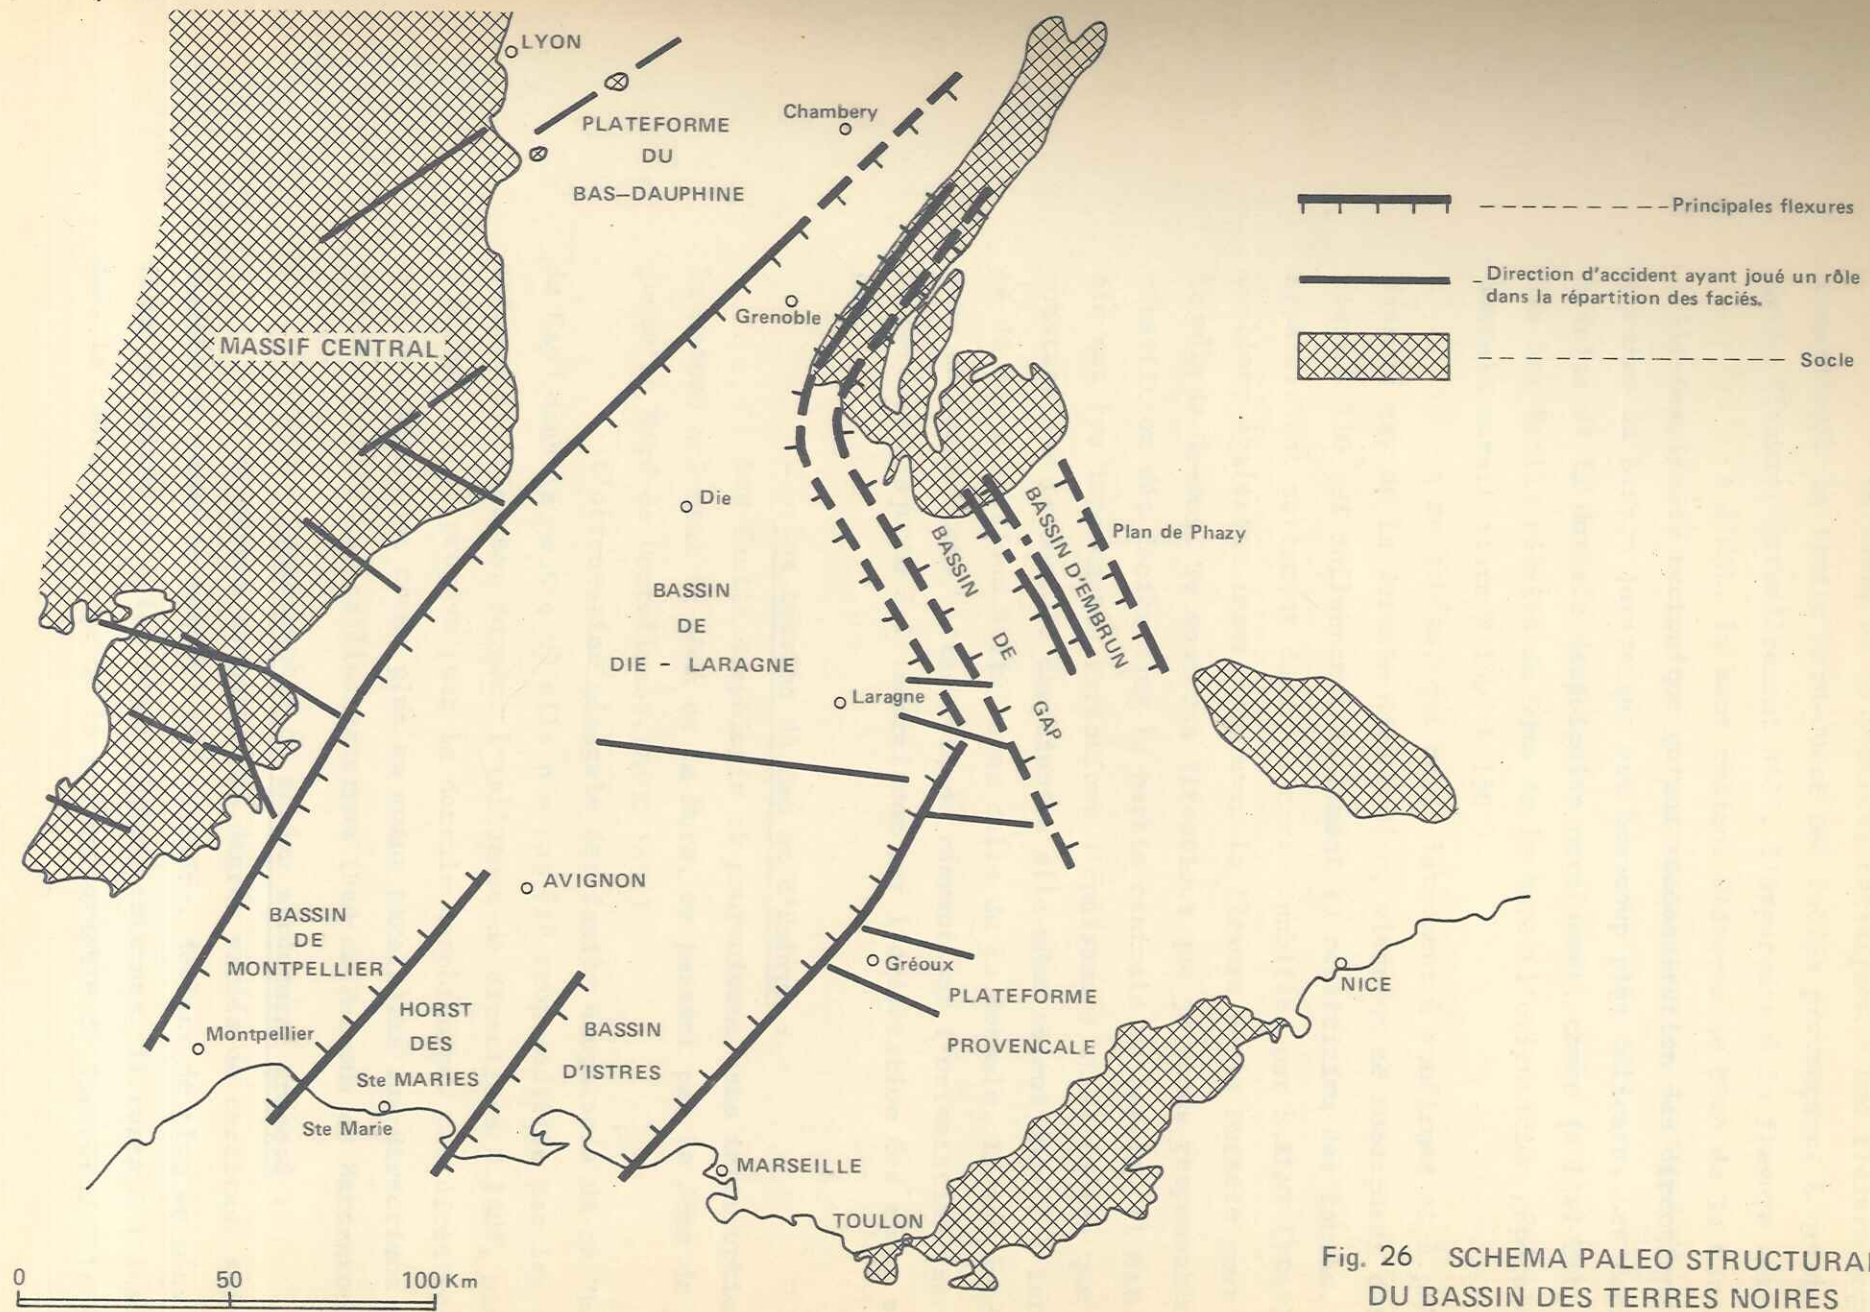 LYON
Chambery
PLATEFORME
DU
BAS—DAUPHINE
Principales flexures
Direction d'accident ayant joué un rôle
dans la répartition des faciés.
Socle
Grenoble
MASSIF CENTRAL
Die
BASSIN
DE
DIE - LARAGNE
BASSIN DE GAP
BASSIN D'EMBRUN
Plan de Phazy
Laragne
AVIGNON
BASSIN
DE
MONTPELLIER
Montpellier
HORST
DES
Ste MARIES
Ste Marie
BASSIN
D'ISTRES
Gréoux
PLATEFORME
PROVENCALE
NICE
MARSEILLE
TOULON
0 50 100 Km
Fig. 26 SCHEMA PALEO STRUCTURAL
DU BASSIN DES TERRES NOIRES